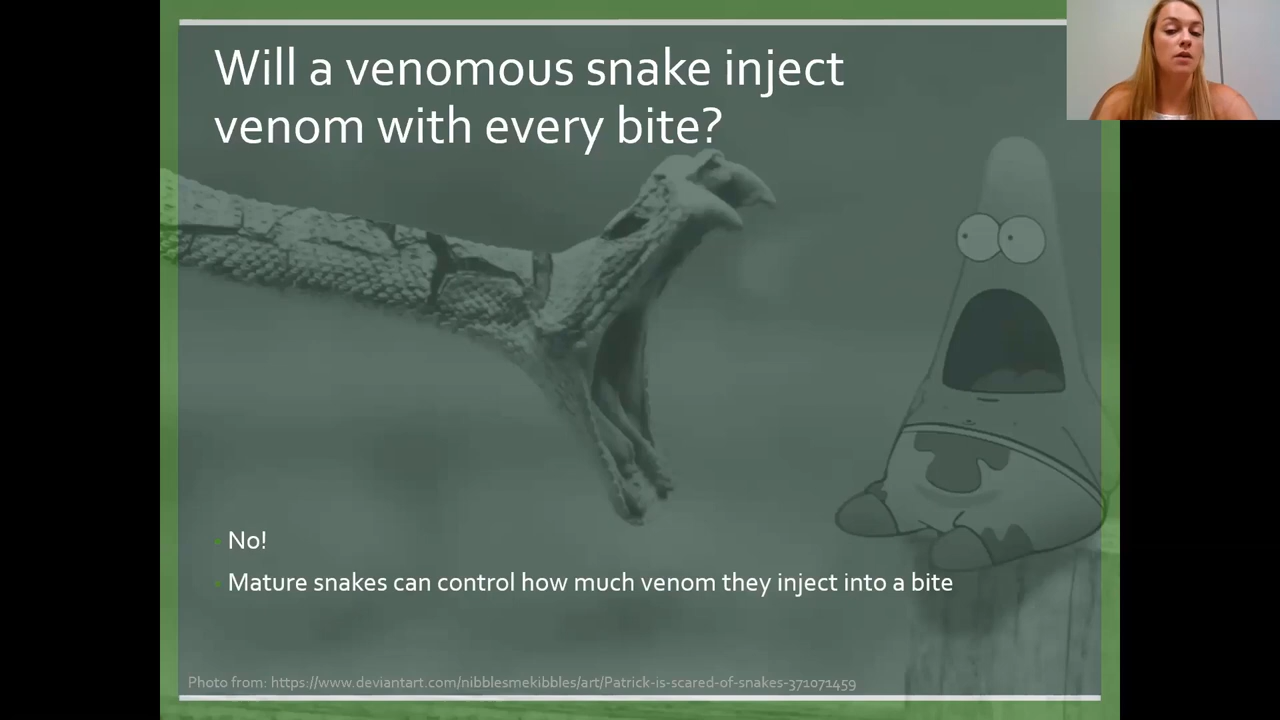 Will a venomous snake inject
venom with every bite?
No!
Mature snakes can control how much venom they inject into a bite
Photo from: https://www.deviantart.com/nibblesmekibbles/art/Patrick-is-scared-of-snakes-371071459